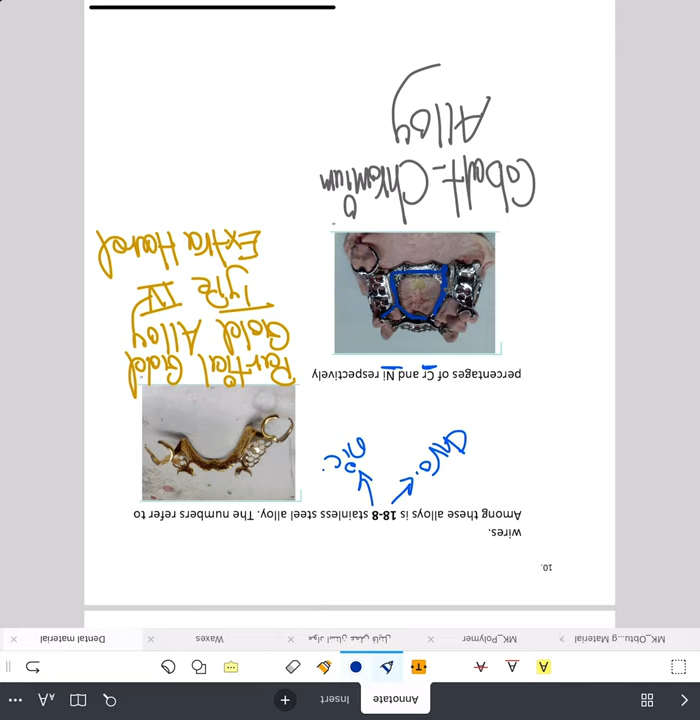 Annotate
Insert
MK_Obtu...g Material
MK_Polymer
Waxes
Dental material
10.
wires.
Among these alloys is 18-8 stainless steel alloy. The numbers refer to
percentages of Cr and Ni respectively
Partial Gold
Gold Alloy
Type IV
Extra Hard
Cobalt-Chromium
Alloy